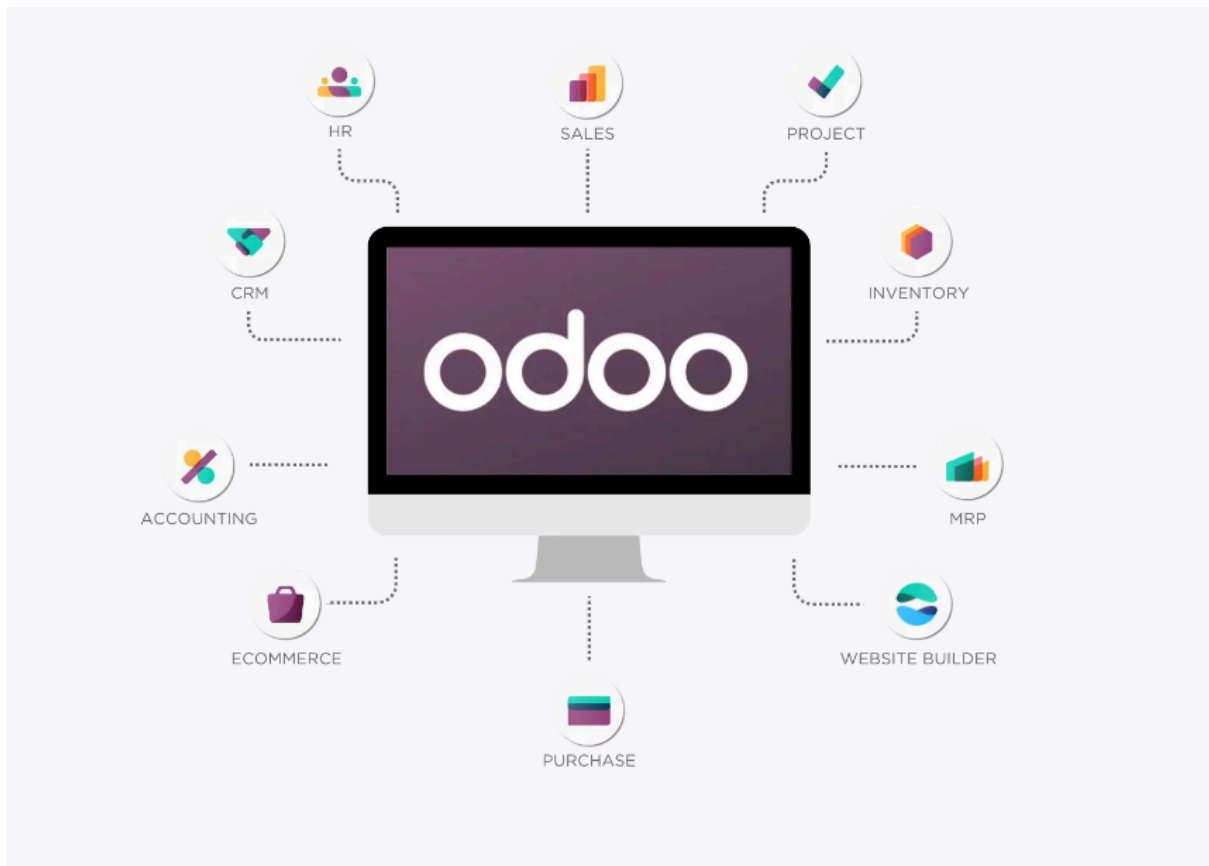 HR
SALES
PROJECT
CRM
INVENTORY
odoo
ACCOUNTING
MRP
ECOMMERCE
WEBSITE BUILDER
PURCHASE